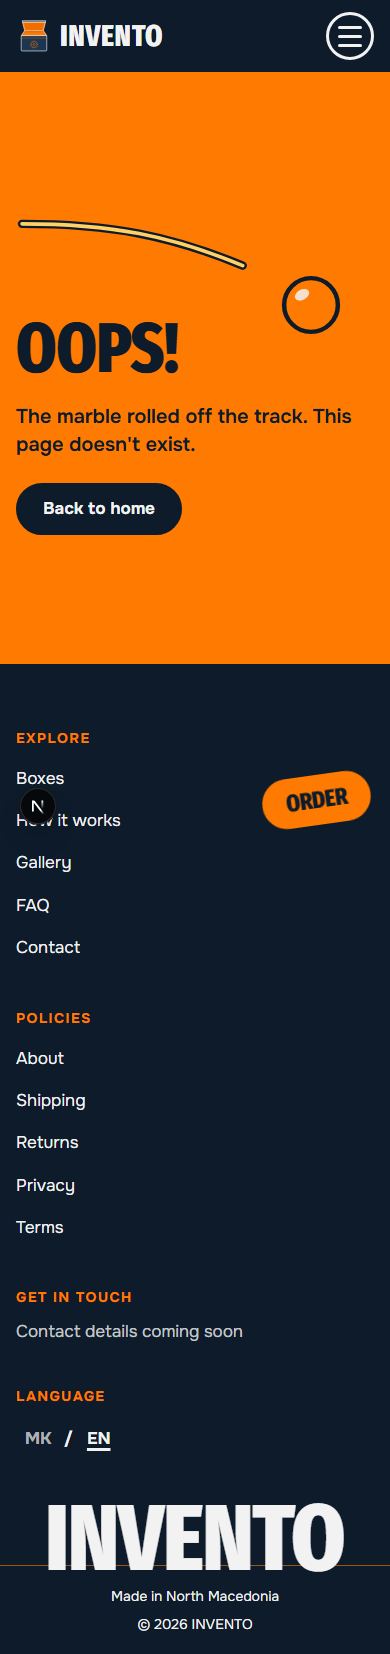 INVENTO
OOPS!
The marble rolled off the track. This
page doesn't exist.
Back to home
EXPLORE
Boxes
ORDER
N
How it works
Gallery
FAQ
Contact
POLICIES
About
Shipping
Returns
Privacy
Terms
GET IN TOUCH
Contact details coming soon
LANGUAGE
MK / EN
INVENTO
Made in North Macedonia
© 2026 INVENTO